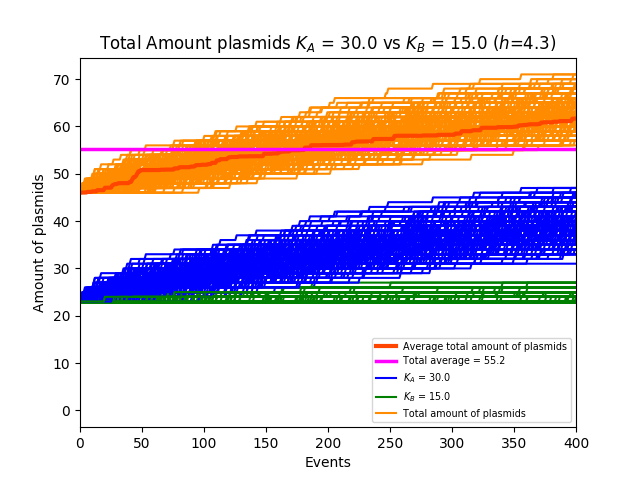 Total Amount plasmids K_A = 30.0 vs K_B = 15.0 (h=4.3)
70
60
50
40
30
20
10
0
Amount of plasmids
Average total amount of plasmids
Total average = 55.2
K_A = 30.0
K_B = 15.0
Total amount of plasmids
0 50 100 150 200 250 300 350 400
Events